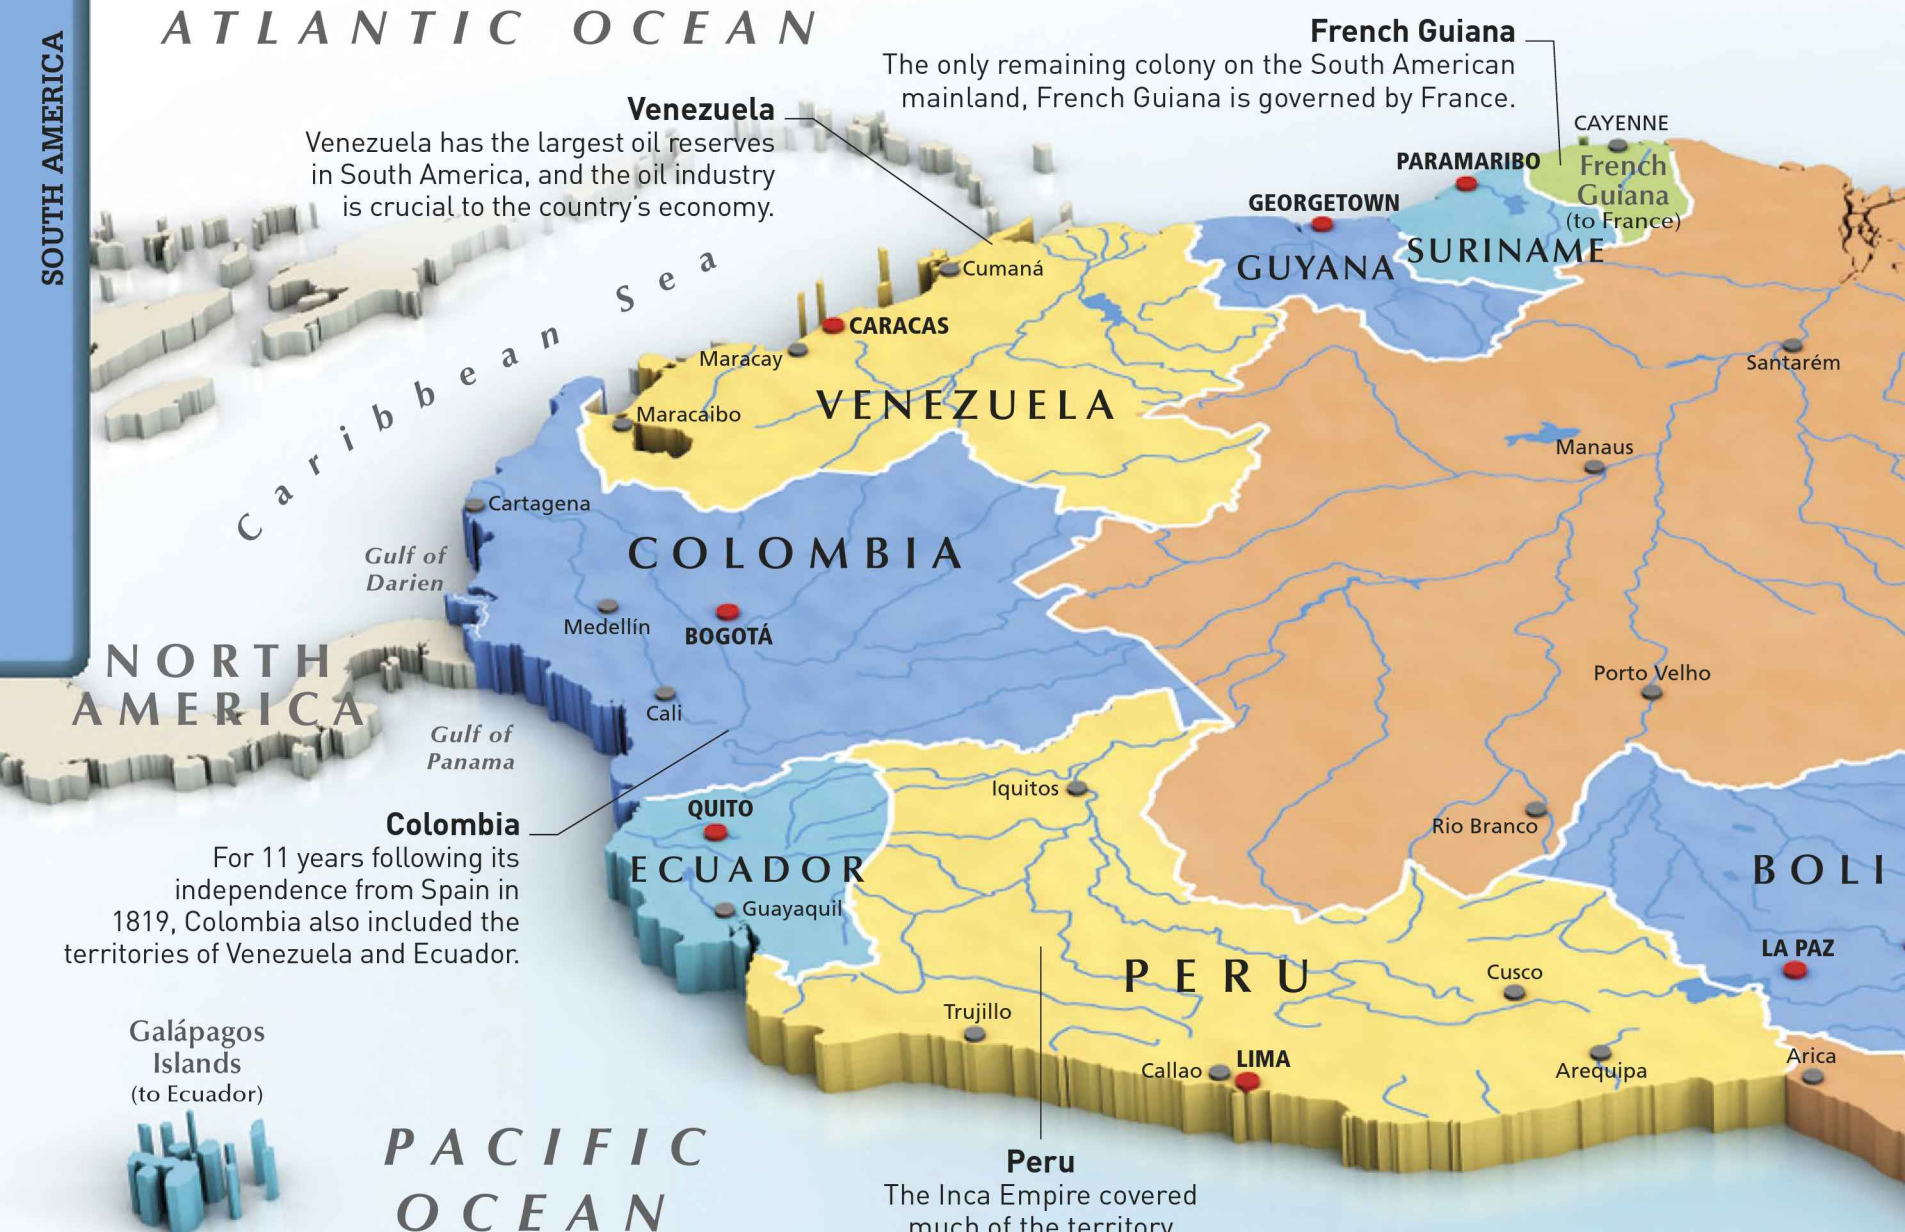 SOUTH AMERICA
ATLANTIC OCEAN
French Guiana
The only remaining colony on the South American
mainland, French Guiana is governed by France.
Venezuela
Venezuela has the largest oil reserves
in South America, and the oil industry
is crucial to the country's economy.
CAYENNE
French
Guiana
(to France)
PARAMARIBO
SURINAME
GEORGETOWN
GUYANA
Caribbean Sea
Cumaná
CARACAS
Maracay
Maracaibo
VENEZUELA
Santarém
Manaus
Cartagena
COLOMBIA
Gulf of
Darien
Medellín
BOGOTÁ
Cali
NORTH
AMERICA
Gulf of
Panama
Porto Velho
Rio Branco
Iquitos
Colombia
For 11 years following its
independence from Spain in
1819, Colombia also included the
territories of Venezuela and Ecuador.
QUITO
ECUADOR
Guayaquil
BOLI
LA PAZ
PERU
Cusco
Trujillo
Callao
LIMA
Arequipa
Arica
Galápagos
Islands
(to Ecuador)
PACIFIC
OCEAN
Peru
The Inca Empire covered
much of the territory